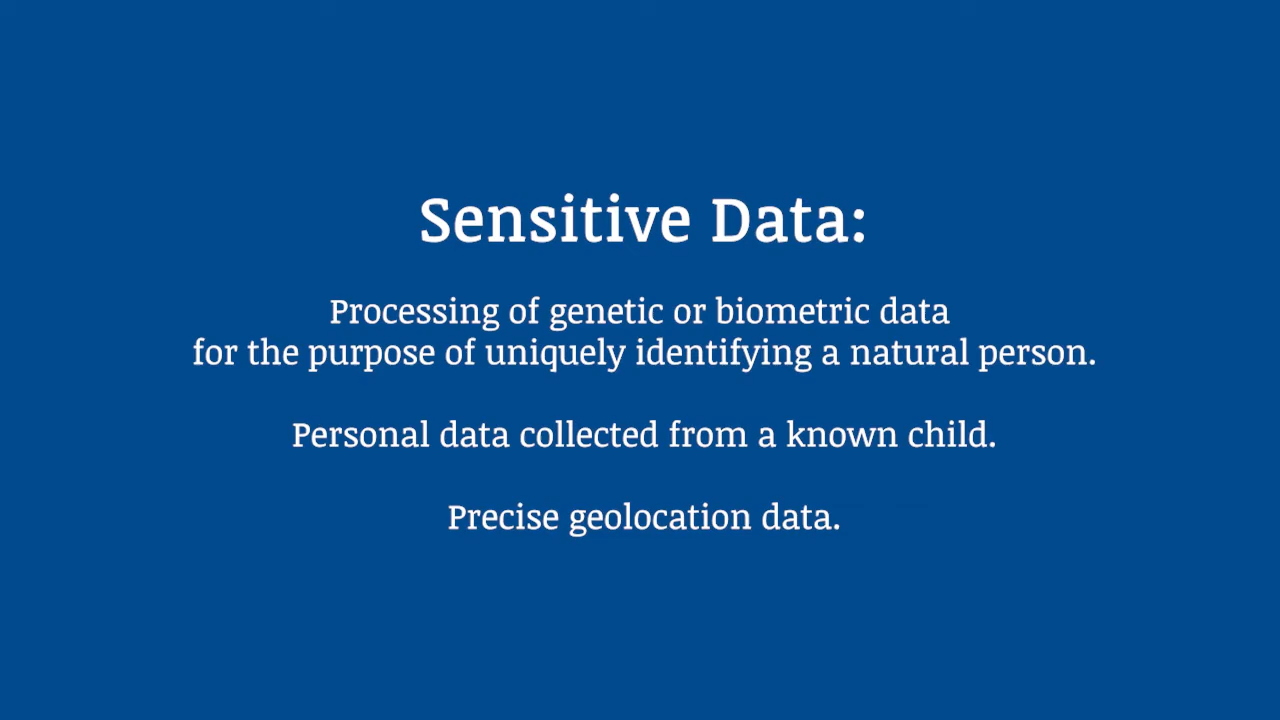 Sensitive Data:
Processing of genetic or biometric data
for the purpose of uniquely identifying a natural person.
Personal data collected from a known child.
Precise geolocation data.